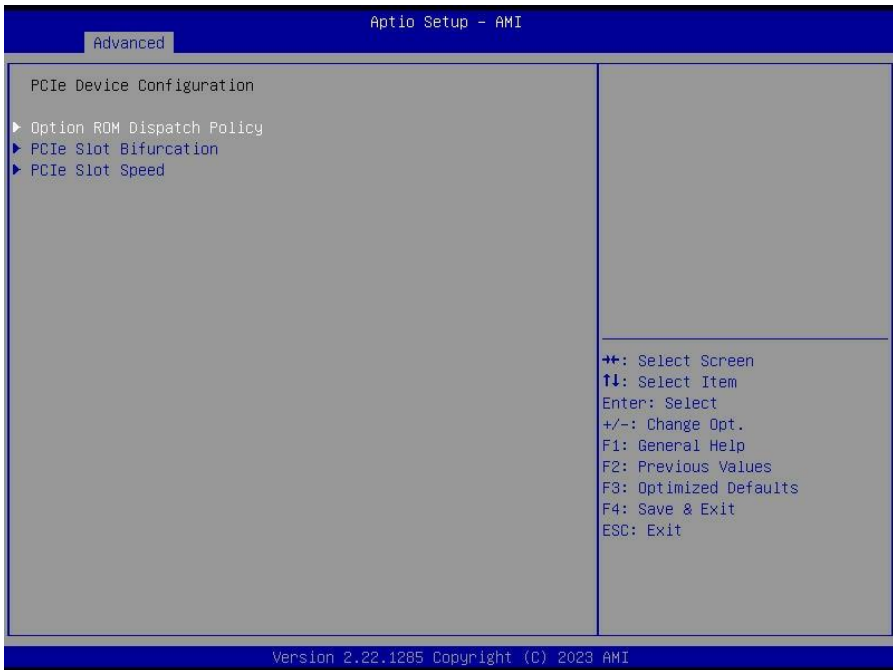 Aptio Setup – AMI
Advanced
PCIe Device Configuration
▶ Option ROM Dispatch Policy
▶ PCIe Slot Bifurcation
▶ PCIe Slot Speed
→←: Select Screen
↑↓: Select Item
Enter: Select
+/-: Change Opt.
F1: General Help
F2: Previous Values
F3: Optimized Defaults
F4: Save & Exit
ESC: Exit
Version 2.22.1285 Copyright (C) 2023 AMI